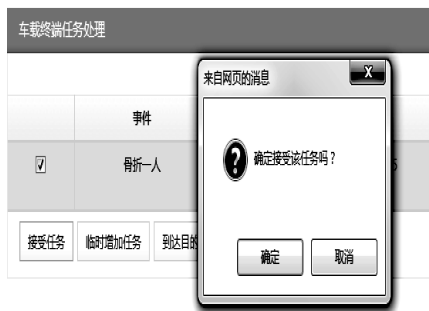 车载终端任务处理
来自网页的消息
X
事件
确定接受该任务吗？
骨折一人
5
接受任务 临时增加任务 到达目的
确定 取消